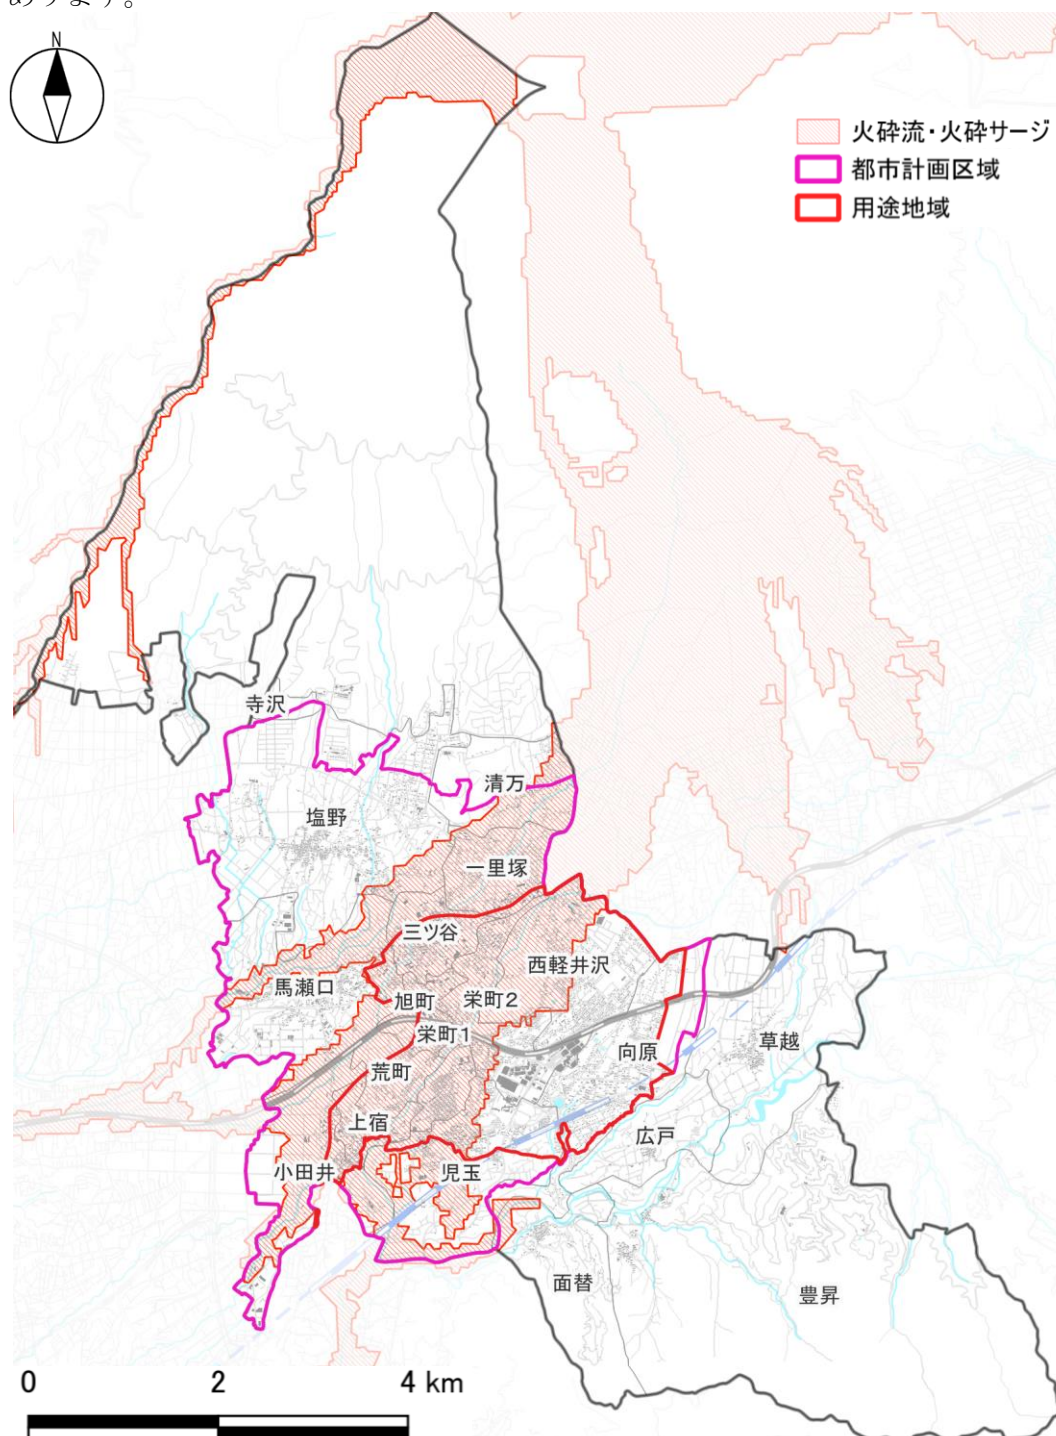 あります。
N
火砕流・火砕サージ
都市計画区域
用途地域
寺沢
清万
塩野
一里塚
三ツ谷
西軽井沢
馬瀬口
旭町
栄町2
栄町1
向原
草越
荒町
上宿
広戸
小田井
児玉
面替
豊昇
0 2 4 km